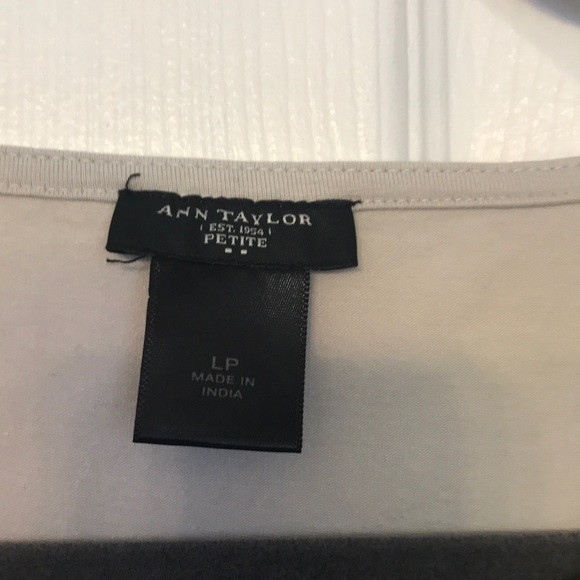 ANN TAYLOR
EST. 1954
PETITE
LP
MADE IN
INDIA